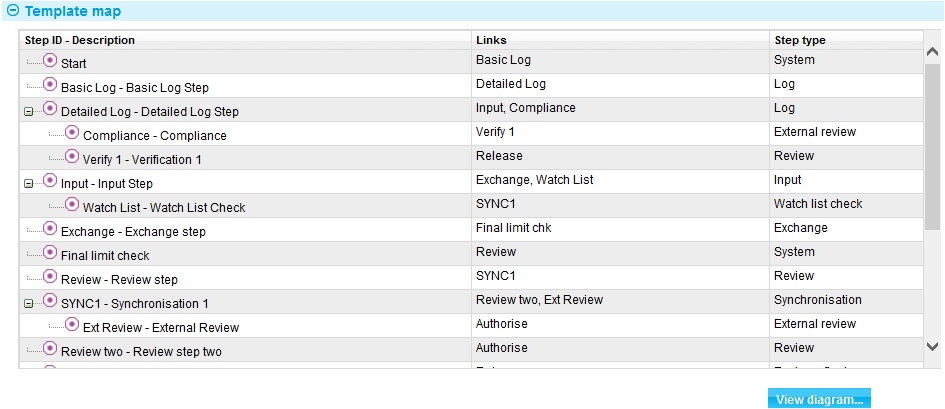 Template map
Step ID - Description Links Step type
Start Basic Log System
Basic Log - Basic Log Step Detailed Log Log
Detailed Log - Detailed Log Step Input, Compliance Log
Compliance - Compliance Verify 1 External review
Verify 1 - Verification 1 Release Review
Input - Input Step Exchange, Watch List Input
Watch List - Watch List Check SYNC1 Watch list check
Exchange - Exchange step Final limit chk Exchange
Final limit check Review System
Review - Review step SYNC1 Review
SYNC1 - Synchronisation 1 Review two, Ext Review Synchronisation
Ext Review - External Review Authorise External review
Review two - Review step two Authorise Review
View diagram...